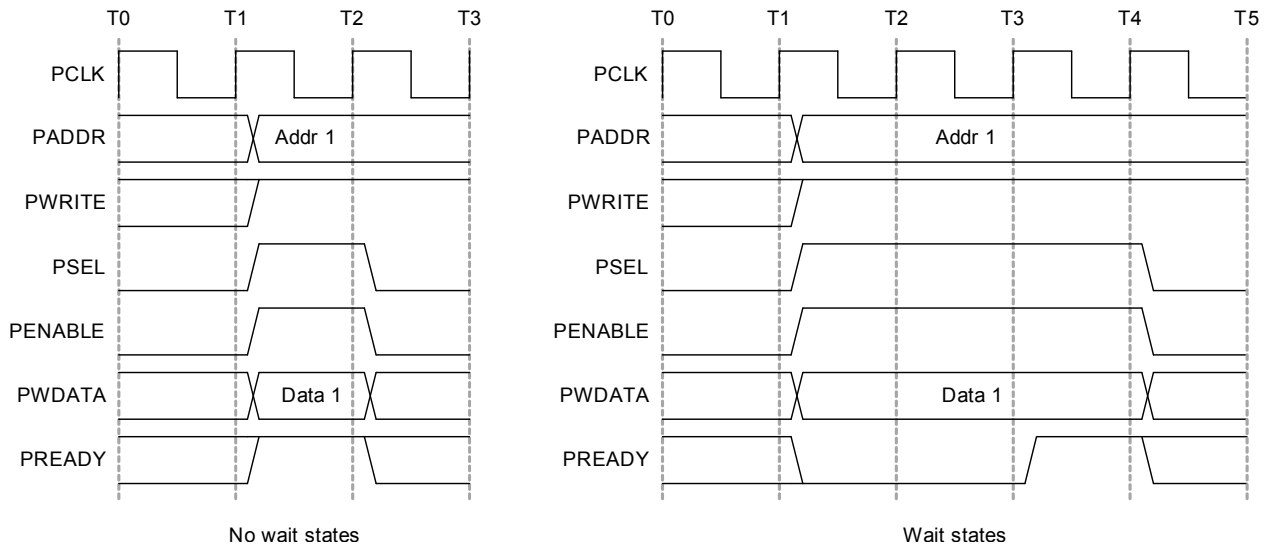 T0 T1 T2 T3
PCLK
PADDR Addr 1
PWRITE
PSEL
PENABLE
PWDATA Data 1
PREADY
No wait states
T0 T1 T2 T3 T4 T5
PCLK
PADDR Addr 1
PWRITE
PSEL
PENABLE
PWDATA Data 1
PREADY
Wait states